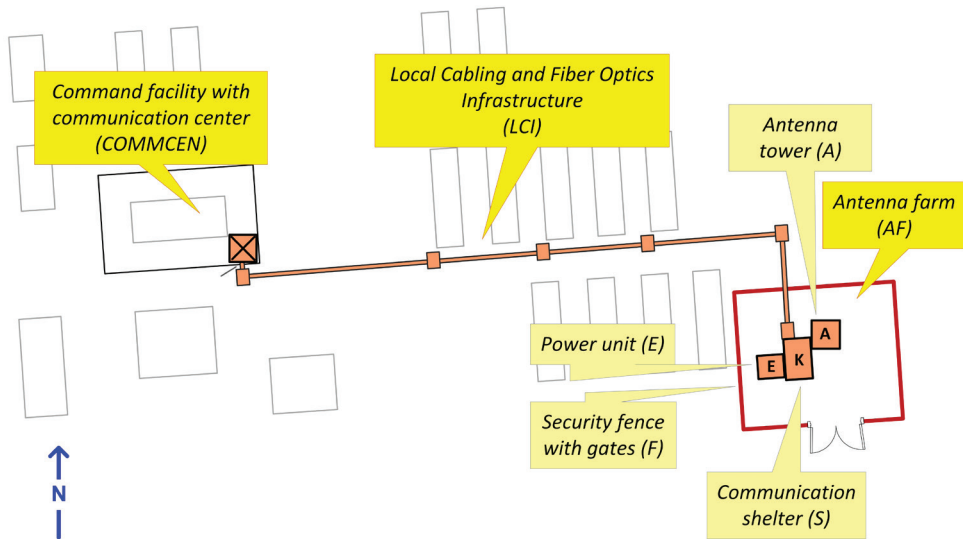 Command facility with
communication center
(COMMCEN)
Local Cabling and Fiber Optics
Infrastructure
(LCI)
Antenna
tower (A)
Antenna farm
(AF)
Power unit (E)
A
E
K
Security fence
with gates (F)
Communication
shelter (S)
N